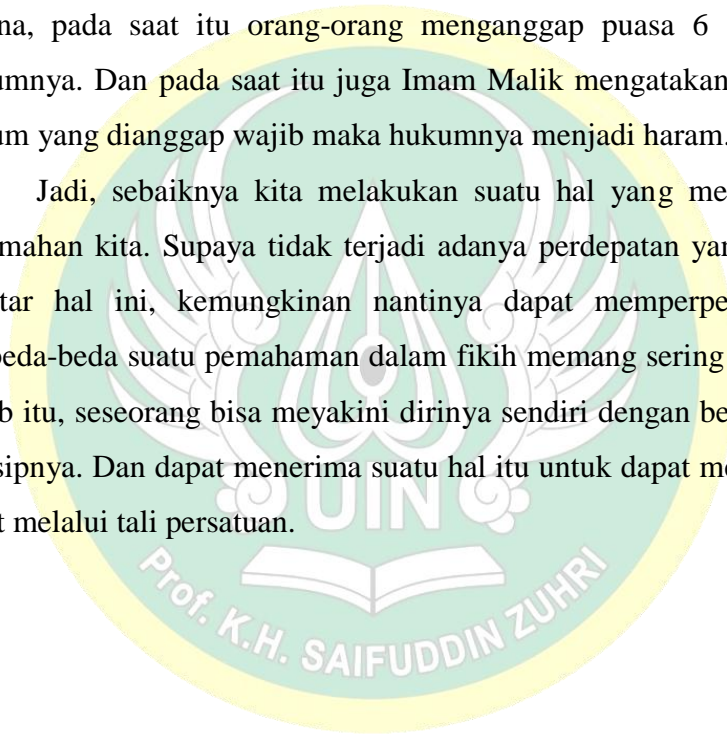 na, pada saat itu orang-orang menganggap puasa 6
umnya. Dan pada saat itu juga Imam Malik mengatakan
um yang dianggap wajib maka hukumnya menjadi haram.
Jadi, sebaiknya kita melakukan suatu hal yang me
mahan kita. Supaya tidak terjadi adanya perdepatan yan
tar hal ini, kemungkinan nantinya dapat memperpe
eda-beda suatu pemahaman dalam fikih memang sering
b itu, seseorang bisa meyakini dirinya sendiri dengan be
sipnya. Dan dapat menerima suatu hal itu untuk dapat me
t melalui tali persatuan.
UIN
Prof. K.H. SAIFUDDIN ZUHRI